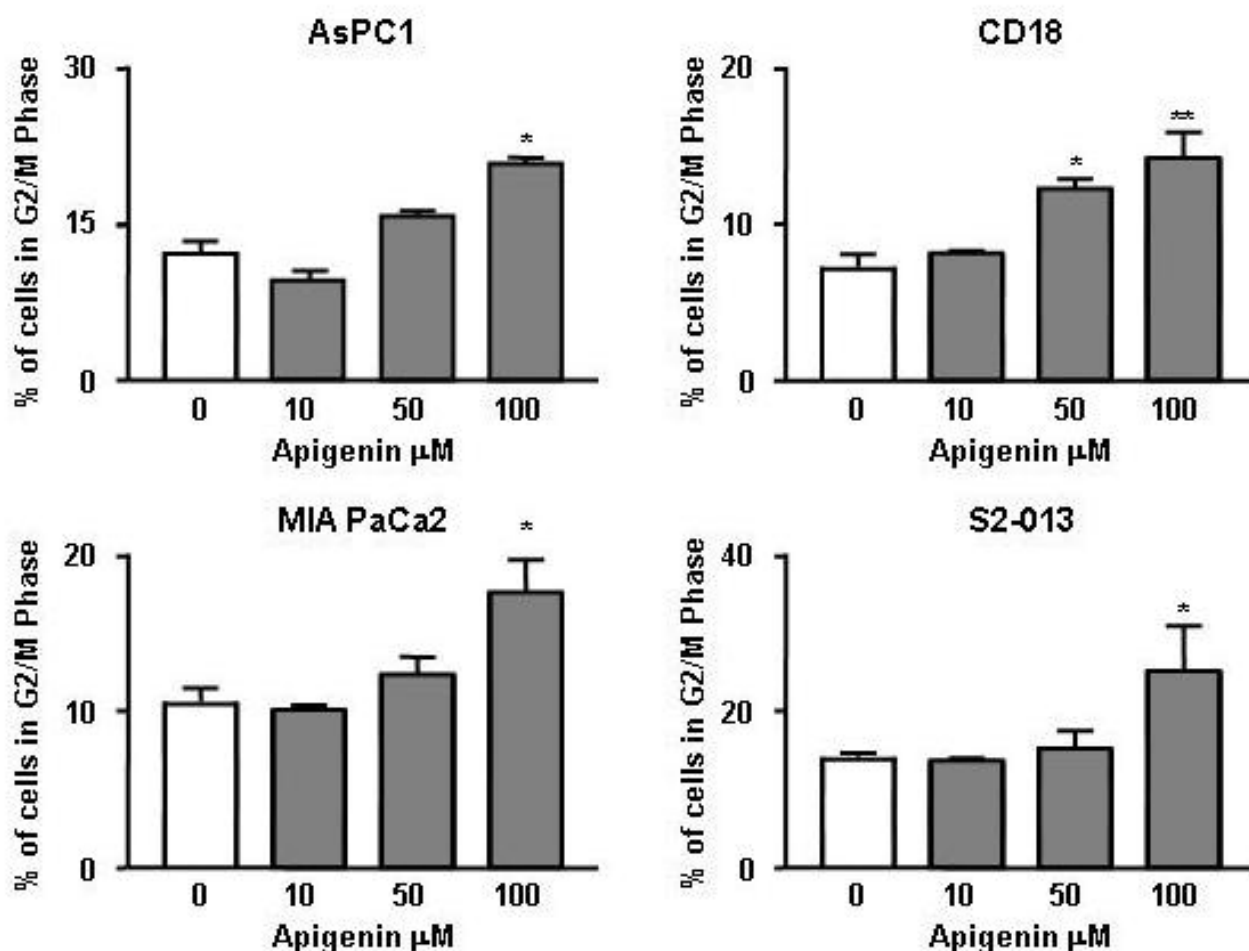 AsPC1
% of cells in G2/M Phase
30
15
0
*
0 10 50 100
Apigenin μM
CD18
% of cells in G2/M Phase
20
10
0
*
**
0 10 50 100
Apigenin μM
MIA PaCa2
% of cells in G2/M Phase
20
10
0
*
0 10 50 100
Apigenin μM
S2-013
% of cells in G2/M Phase
40
20
0
*
0 10 50 100
Apigenin μM